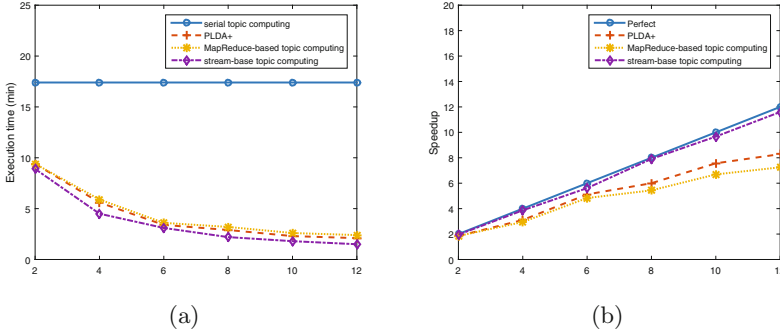 25
20
15
10
5
0
Execution time (min)
serial topic computing
PLDA+
MapReduce-based topic computing
stream-base topic computing
2 4 6 8 10 12
(a)
20
18
16
14
12
10
8
6
4
2
0
Speedup
Perfect
PLDA+
MapReduce-based topic computing
stream-base topic computing
2 4 6 8 10
(b)